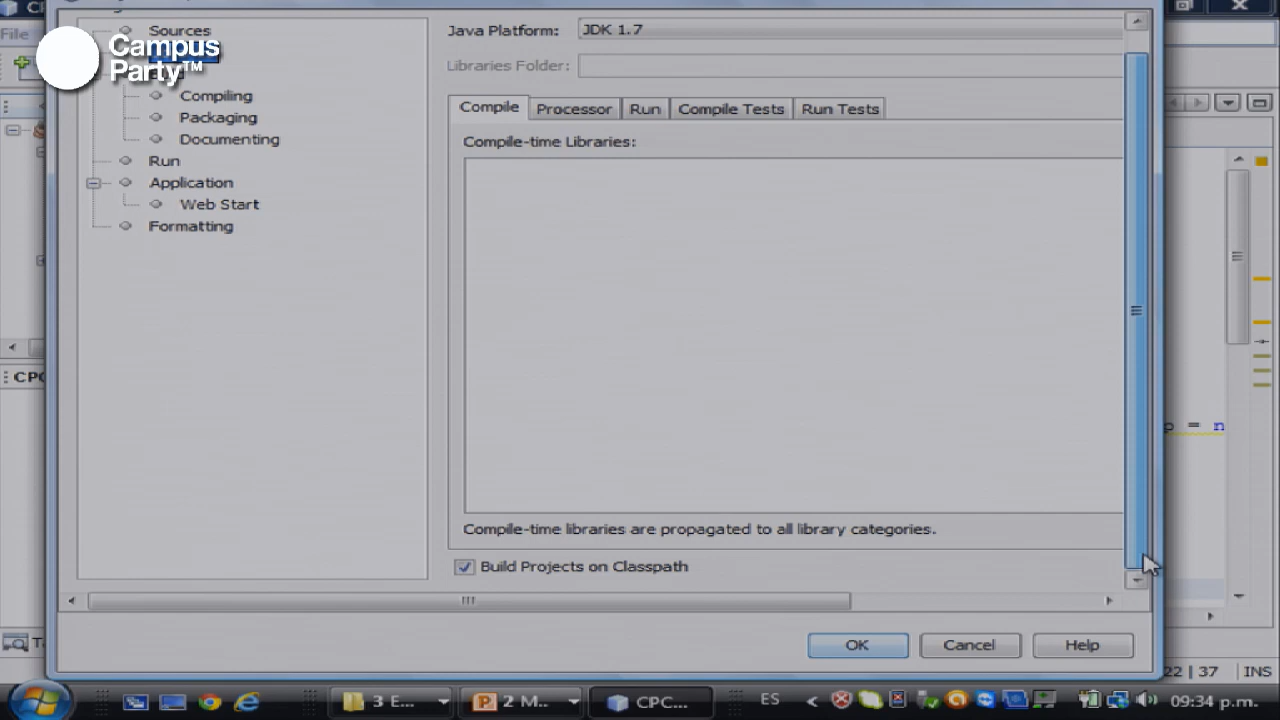 File
Campus
Party™
Sources
Compiling
Packaging
Documenting
Run
Application
Web Start
Formatting
Java Platform:
JDK 1.7
Libraries Folder:
Compile
Processor
Run
Compile Tests
Run Tests
Compile-time Libraries:
Compile-time libraries are propagated to all library categories.
Build Projects on Classpath
OK
Cancel
Help
= n
22 | 37
INS
3 E...
2 M...
CPC...
ES
09:34 p.m.